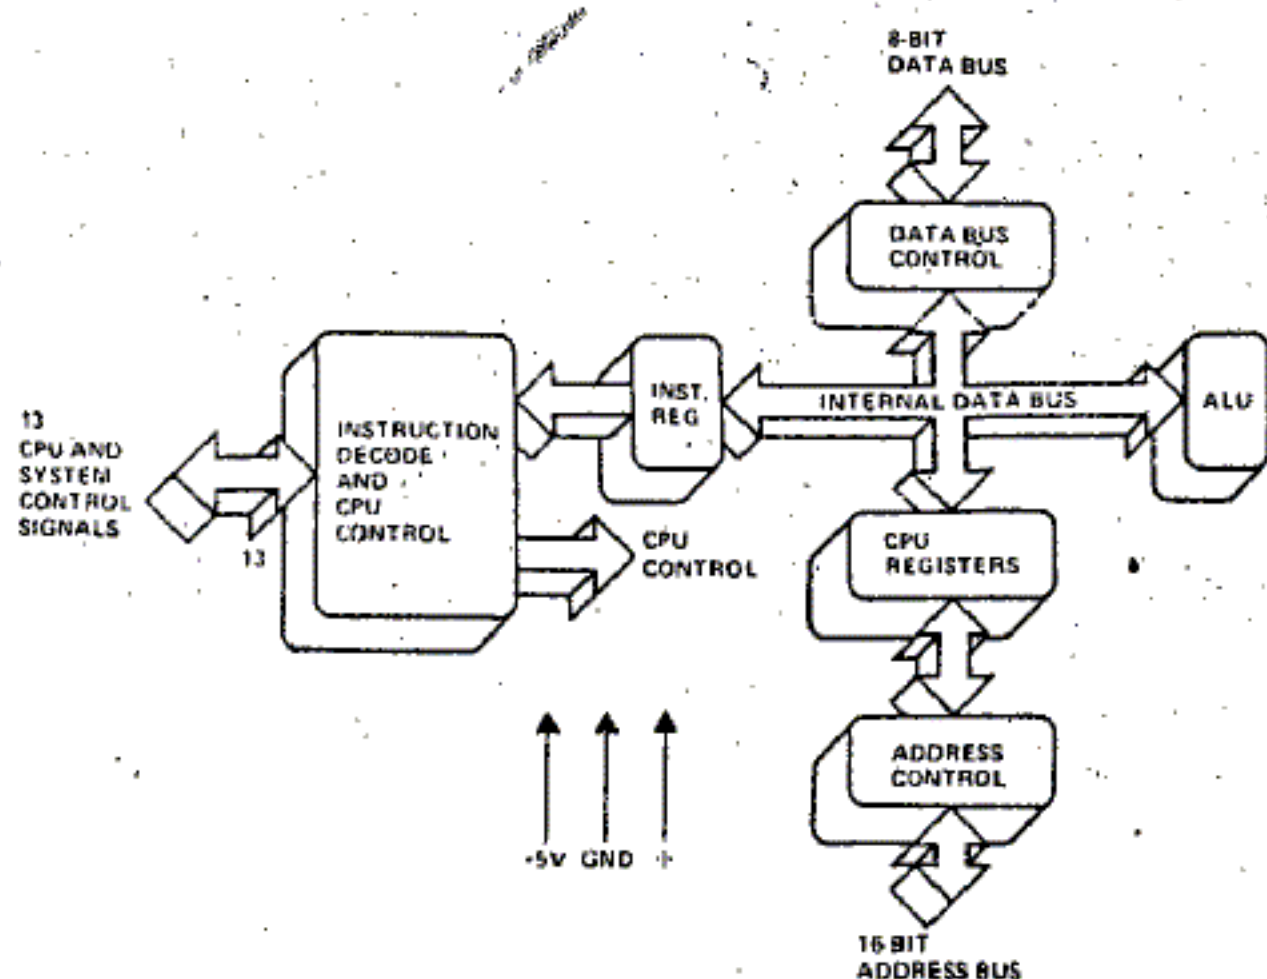 8-BIT
DATA BUS
DATA BUS
CONTROL
INST.
REG
INTERNAL DATA BUS
ALU
13
CPU AND
SYSTEM
CONTROL
SIGNALS
13
INSTRUCTION
DECODE
AND
CPU
CONTROL
CPU
CONTROL
CPU
REGISTERS
ADDRESS
CONTROL
+5V GND
16 BIT
ADDRESS BUS